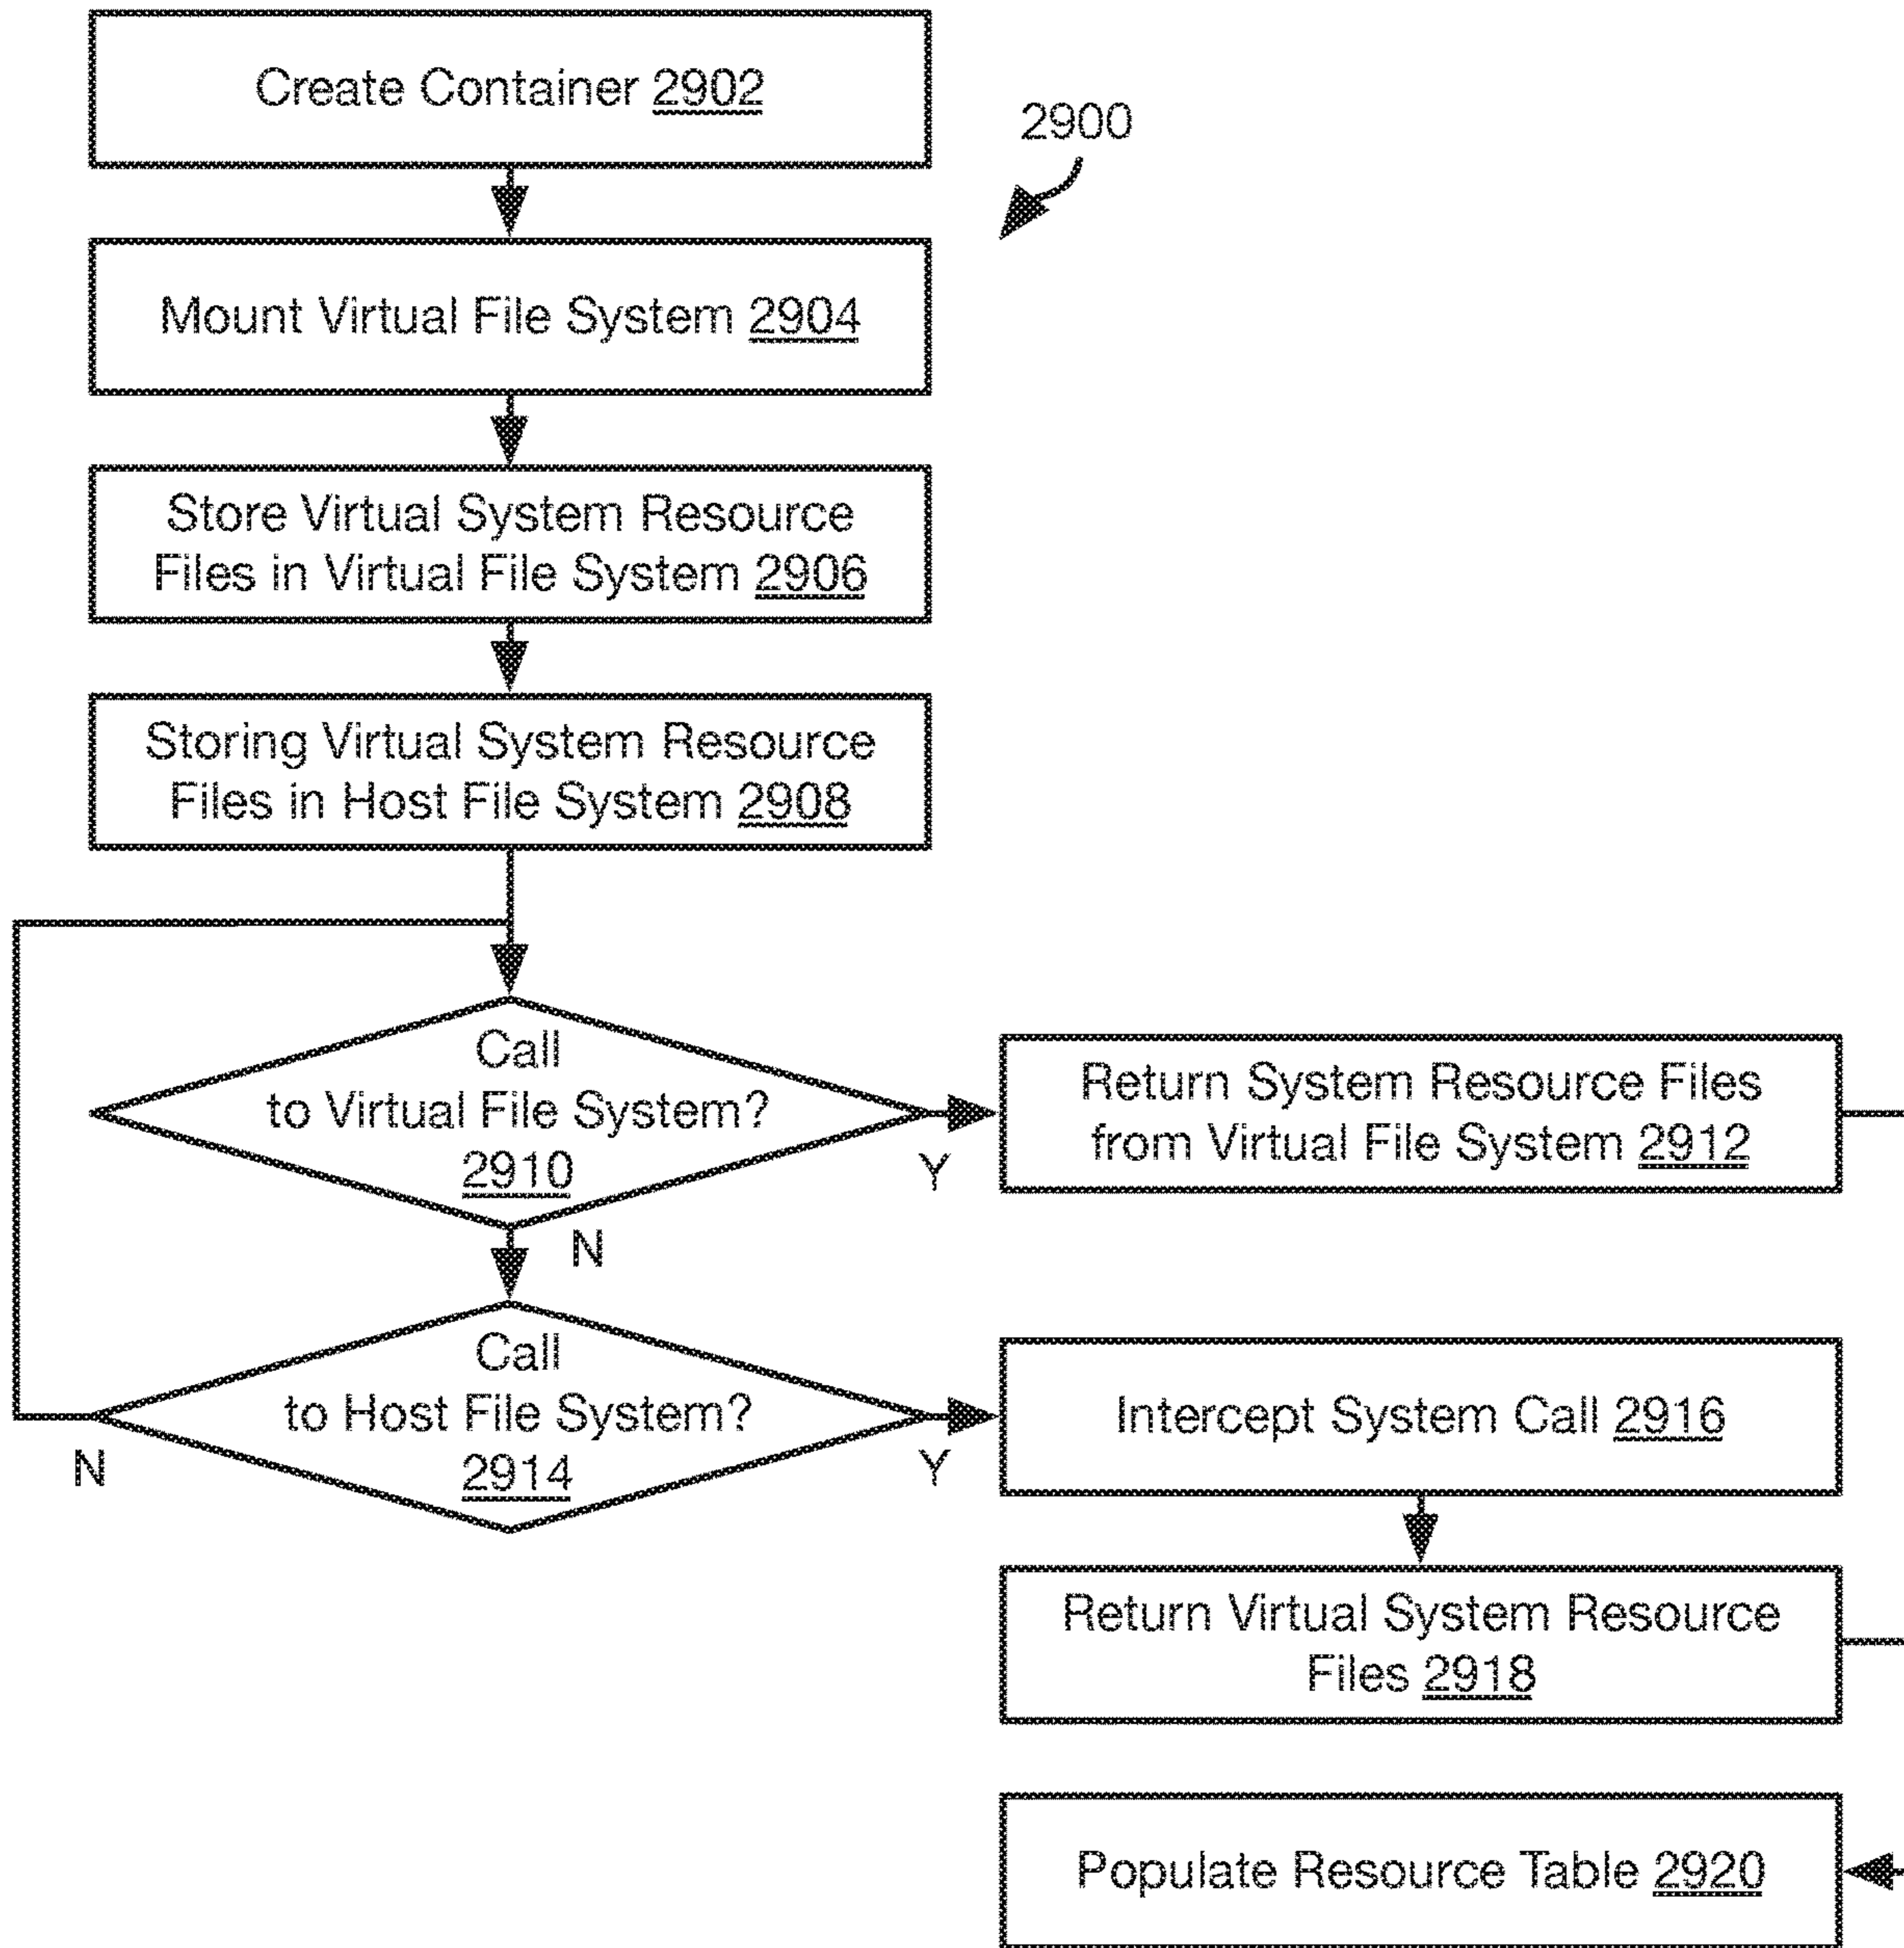 Create Container 2902
2900
Mount Virtual File System 2904
Store Virtual System Resource
Files in Virtual File System 2906
Storing Virtual System Resource
Files in Host File System 2908
Call
to Virtual File System?
2910
Y
N
Return System Resource Files
from Virtual File System 2912
Call
to Host File System?
2914
N
Y
Intercept System Call 2916
Return Virtual System Resource
Files 2918
Populate Resource Table 2920